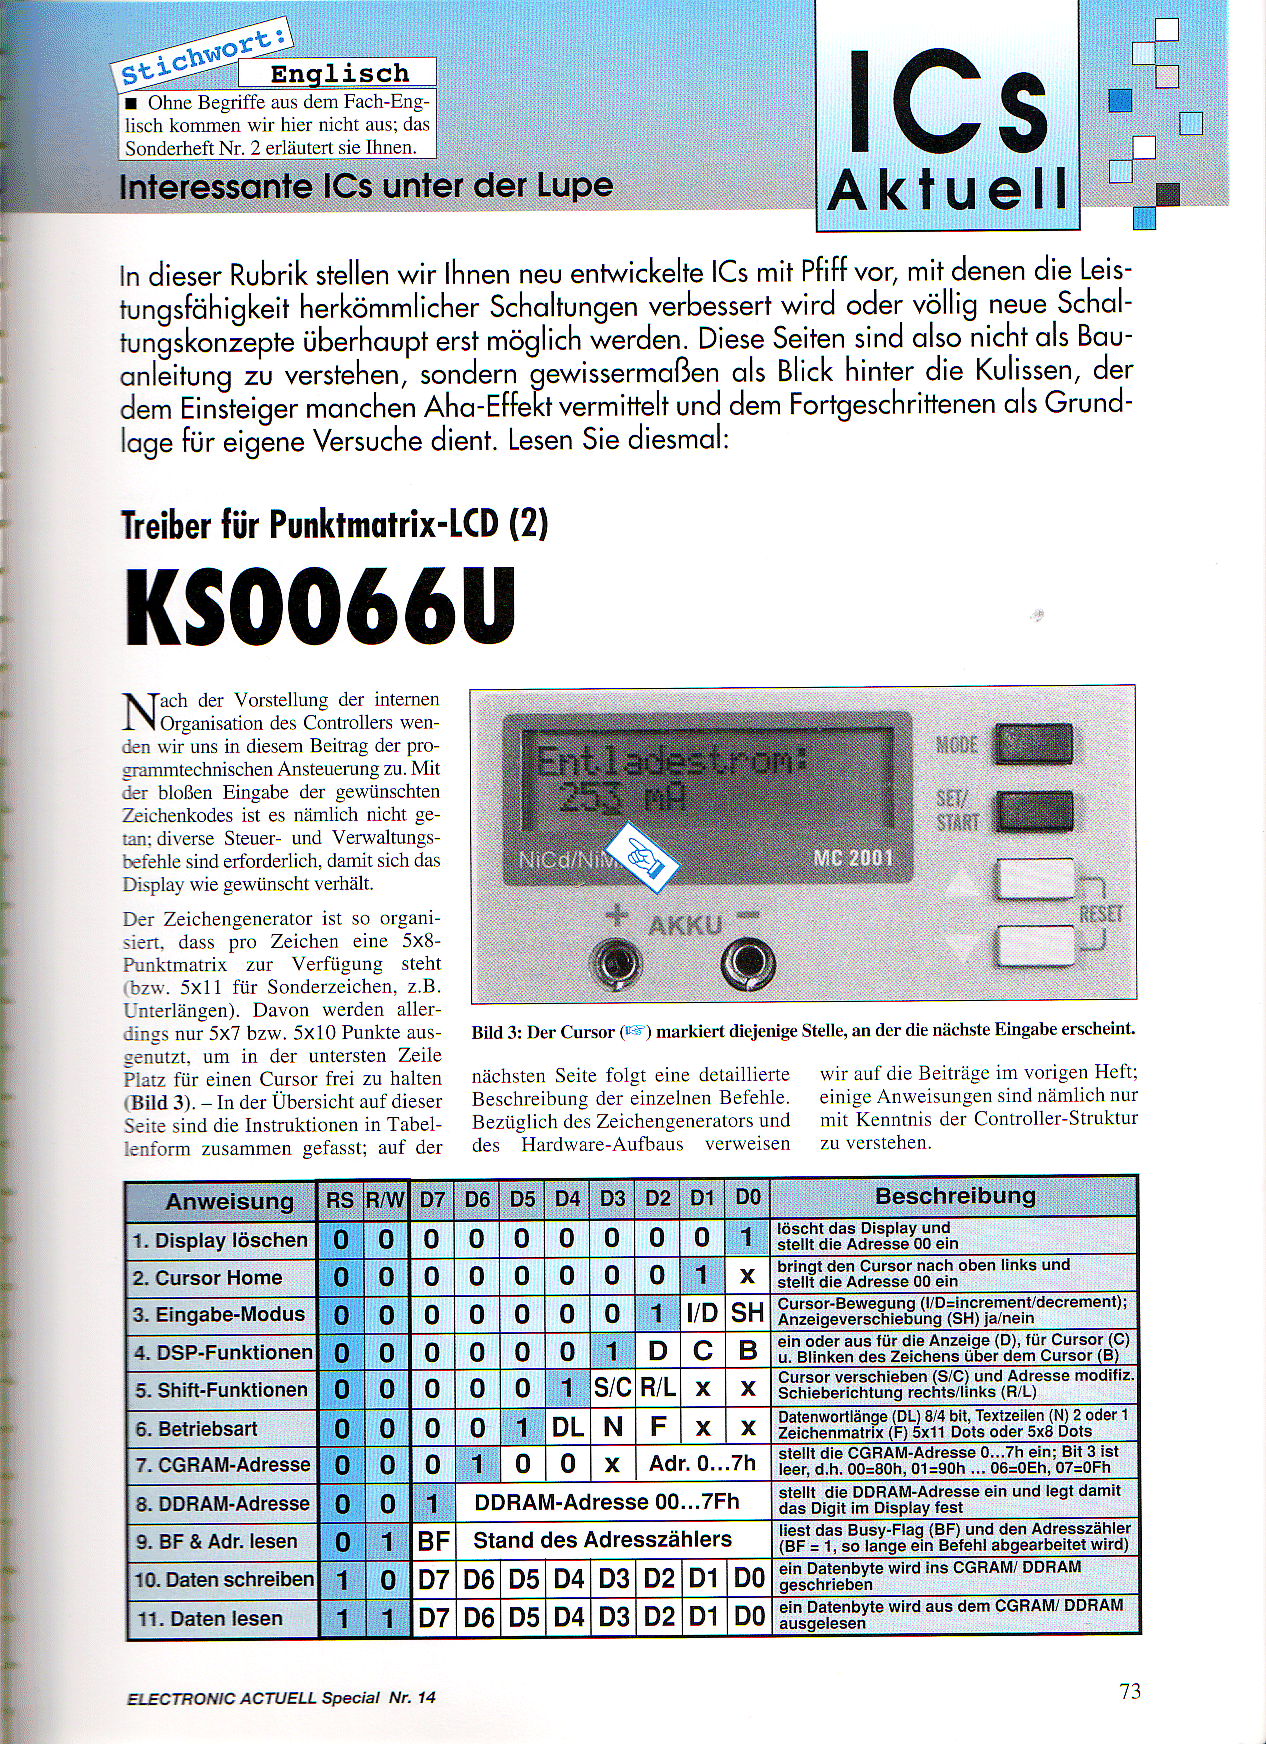 Stichwort:
Englisch
■ Ohne Begriffe aus dem Fach-Eng-
lisch kommen wir hier nicht aus; das
Sonderheft Nr. 2 erläutert sie Ihnen.
Interessante ICs unter der Lupe
ICs
Aktuell
In dieser Rubrik stellen wir Ihnen neu entwickelte ICs mit Pfiff vor, mit denen die Leis-
tungsfähigkeit herkömmlicher Schaltungen verbessert wird oder völlig neue Schal-
tungskonzepte überhaupt erst möglich werden. Diese Seiten sind also nicht als Bau-
anleitung zu verstehen, sondern gewissermaßen als Blick hinter die Kulissen, der
dem Einsteiger manchen Aha-Effekt vermittelt und dem Fortgeschrittenen als Grund-
lage für eigene Versuche dient. Lesen Sie diesmal:
Treiber für Punktmatrix-LCD (2)
KS0066U
Nach der Vorstellung der internen
Organisation des Controllers wen-
den wir uns in diesem Beitrag der pro-
grammtechnischen Ansteuerung zu. Mit
der bloßen Eingabe der gewünschten
Zeichenkodes ist es nämlich nicht ge-
tan; diverse Steuer- und Verwaltungs-
befehle sind erforderlich, damit sich das
Display wie gewünscht verhält.
Der Zeichengenerator ist so organi-
siert, dass pro Zeichen eine 5x8-
Punktmatrix zur Verfügung steht
(bzw. 5x11 für Sonderzeichen, z.B.
Unterlängen). Davon werden aller-
dings nur 5x7 bzw. 5x10 Punkte aus-
genutzt, um in der untersten Zeile
Platz für einen Cursor frei zu halten
(Bild 3). – In der Übersicht auf dieser
Seite sind die Instruktionen in Tabel-
lenform zusammen gefasst; auf der
Entladestrom:
253 mA
NiCd/NiM
MC 2001
MODE
SET/
START
RESET
+ AKKU −
Bild 3: Der Cursor (☞) markiert diejenige Stelle, an der die nächste Eingabe erscheint.
nächsten Seite folgt eine detaillierte
Beschreibung der einzelnen Befehle.
Bezüglich des Zeichengenerators und
des Hardware-Aufbaus verweisen
wir auf die Beiträge im vorigen Heft;
einige Anweisungen sind nämlich nur
mit Kenntnis der Controller-Struktur
zu verstehen.
Anweisung RS R/W D7 D6 D5 D4 D3 D2 D1 D0 Beschreibung
1. Display löschen 0 0 0 0 0 0 0 0 0 1 löscht das Display und
stellt die Adresse 00 ein
2. Cursor Home 0 0 0 0 0 0 0 0 1 x bringt den Cursor nach oben links und
stellt die Adresse 00 ein
3. Eingabe-Modus 0 0 0 0 0 0 0 1 I/D SH Cursor-Bewegung (I/D=increment/decrement);
Anzeigeverschiebung (SH) ja/nein
4. DSP-Funktionen 0 0 0 0 0 0 1 D C B ein oder aus für die Anzeige (D), für Cursor (C)
u. Blinken des Zeichens über dem Cursor (B)
5. Shift-Funktionen 0 0 0 0 0 1 S/C R/L x x Cursor verschieben (S/C) und Adresse modifiz.
Schieberichtung rechts/links (R/L)
6. Betriebsart 0 0 0 0 1 DL N F x x Datenwortlänge (DL) 8/4 bit, Textzeilen (N) 2 oder 1
Zeichenmatrix (F) 5x11 Dots oder 5x8 Dots
7. CGRAM-Adresse 0 0 0 1 0 0 x Adr. 0...7h stellt die CGRAM-Adresse 0...7h ein; Bit 3 ist
leer, d.h. 00=80h, 01=90h ... 06=0Eh, 07=0Fh
8. DDRAM-Adresse 0 0 1 DDRAM-Adresse 00...7Fh stellt die DDRAM-Adresse ein und legt damit
das Digit im Display fest
9. BF & Adr. lesen 0 1 BF Stand des Adresszählers liest das Busy-Flag (BF) und den Adresszähler
(BF = 1, so lange ein Befehl abgearbeitet wird)
10. Daten schreiben 1 0 D7 D6 D5 D4 D3 D2 D1 D0 ein Datenbyte wird ins CGRAM/ DDRAM
geschrieben
11. Daten lesen 1 1 D7 D6 D5 D4 D3 D2 D1 D0 ein Datenbyte wird aus dem CGRAM/ DDRAM
ausgelesen
ELECTRONIC ACTUELL Special Nr. 14
73